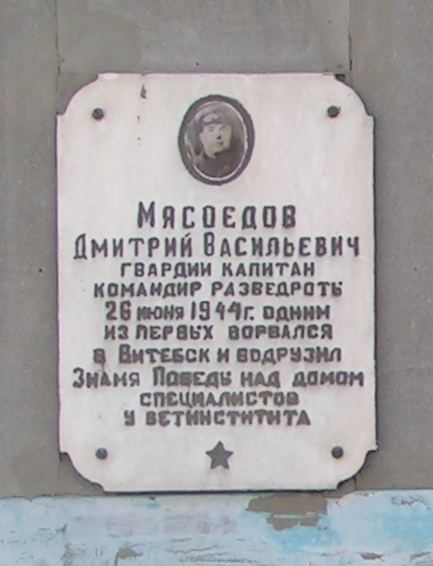 Мясоедов
Дмитрий Васильевич
гвардии капитан
командир разведроты
26 июня 1944г. одним
из первых ворвался
в Витебск и водрузил
Знамя Победы над домом
специалистов
у ветинститита